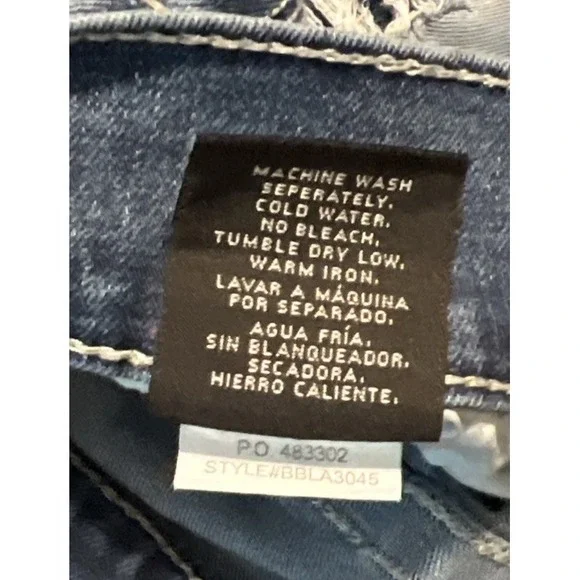 MACHINE WASH
SEPERATELY.
COLD WATER.
NO BLEACH.
TUMBLE DRY LOW.
WARM IRON.
LAVAR A MÁQUINA
POR SEPARADO.
AGUA FRÍA.
SIN BLANQUEADOR.
SECADORA.
HIERRO CALIENTE.
P.O. 483302
STYLE#BBLA3045